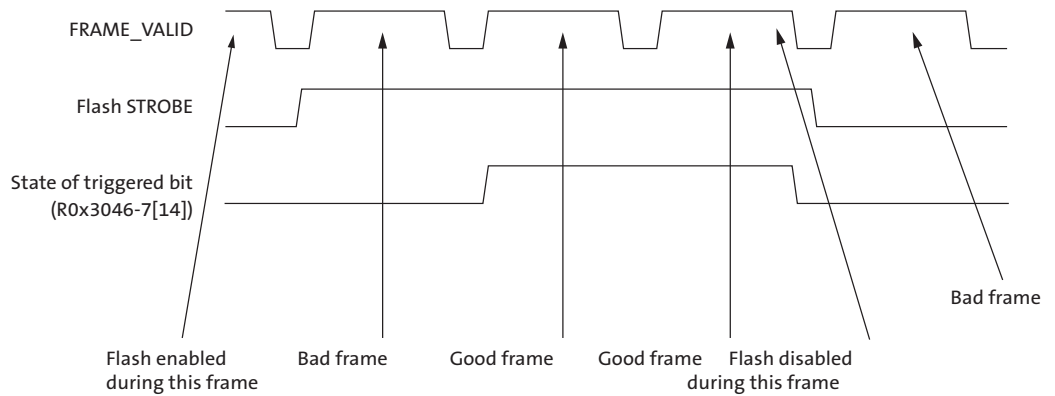 FRAME_VALID
Flash STROBE
State of triggered bit
(R0x3046-7[14])
Bad frame
Flash enabled
during this frame
Bad frame
Good frame
Good frame
Flash disabled
during this frame